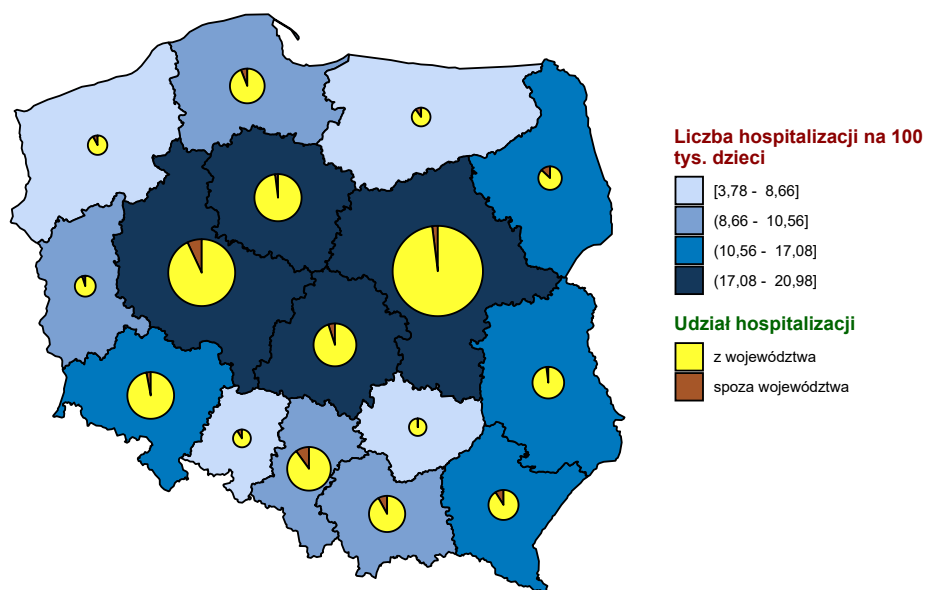 Liczba hospitalizacji na 100
tys. dzieci
[3,78 - 8,66]
(8,66 - 10,56]
(10,56 - 17,08]
(17,08 - 20,98]
Udział hospitalizacji
z województwa
spoza województwa